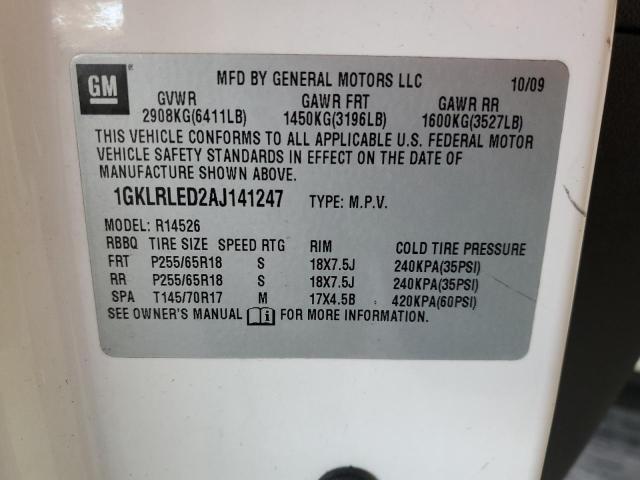 GM ® MFD BY GENERAL MOTORS LLC 10/09
GVWR GAWR FRT GAWR RR
2908KG(6411LB) 1450KG(3196LB) 1600KG(3527LB)
THIS VEHICLE CONFORMS TO ALL APPLICABLE U.S. FEDERAL MOTOR
VEHICLE SAFETY STANDARDS IN EFFECT ON THE DATE OF
MANUFACTURE SHOWN ABOVE.
1GKLRLED2AJ141247 TYPE: M.P.V.
MODEL: R14526
RBBQ TIRE SIZE SPEED RTG RIM COLD TIRE PRESSURE
FRT P255/65R18 S 18X7.5J 240KPA(35PSI)
RR P255/65R18 S 18X7.5J 240KPA(35PSI)
SPA T145/70R17 M 17X4.5B 420KPA(60PSI)
SEE OWNER'S MANUAL FOR MORE INFORMATION.